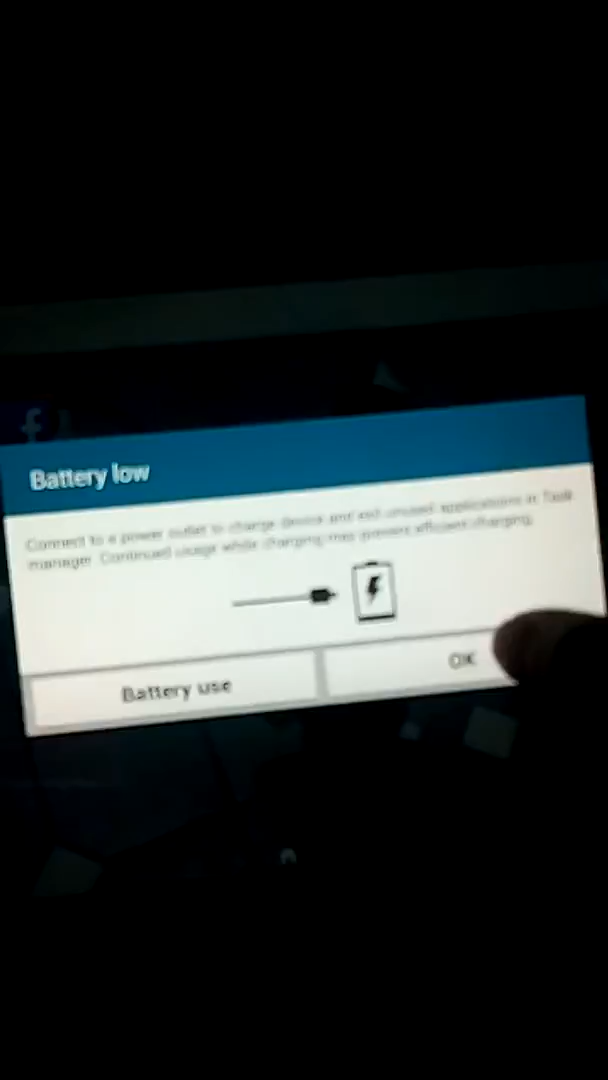 f
Battery low
Connect to a power outlet to charge device and exit unused applications in Task
manager. Continued usage while charging may prevent efficient charging.
Battery use
OK